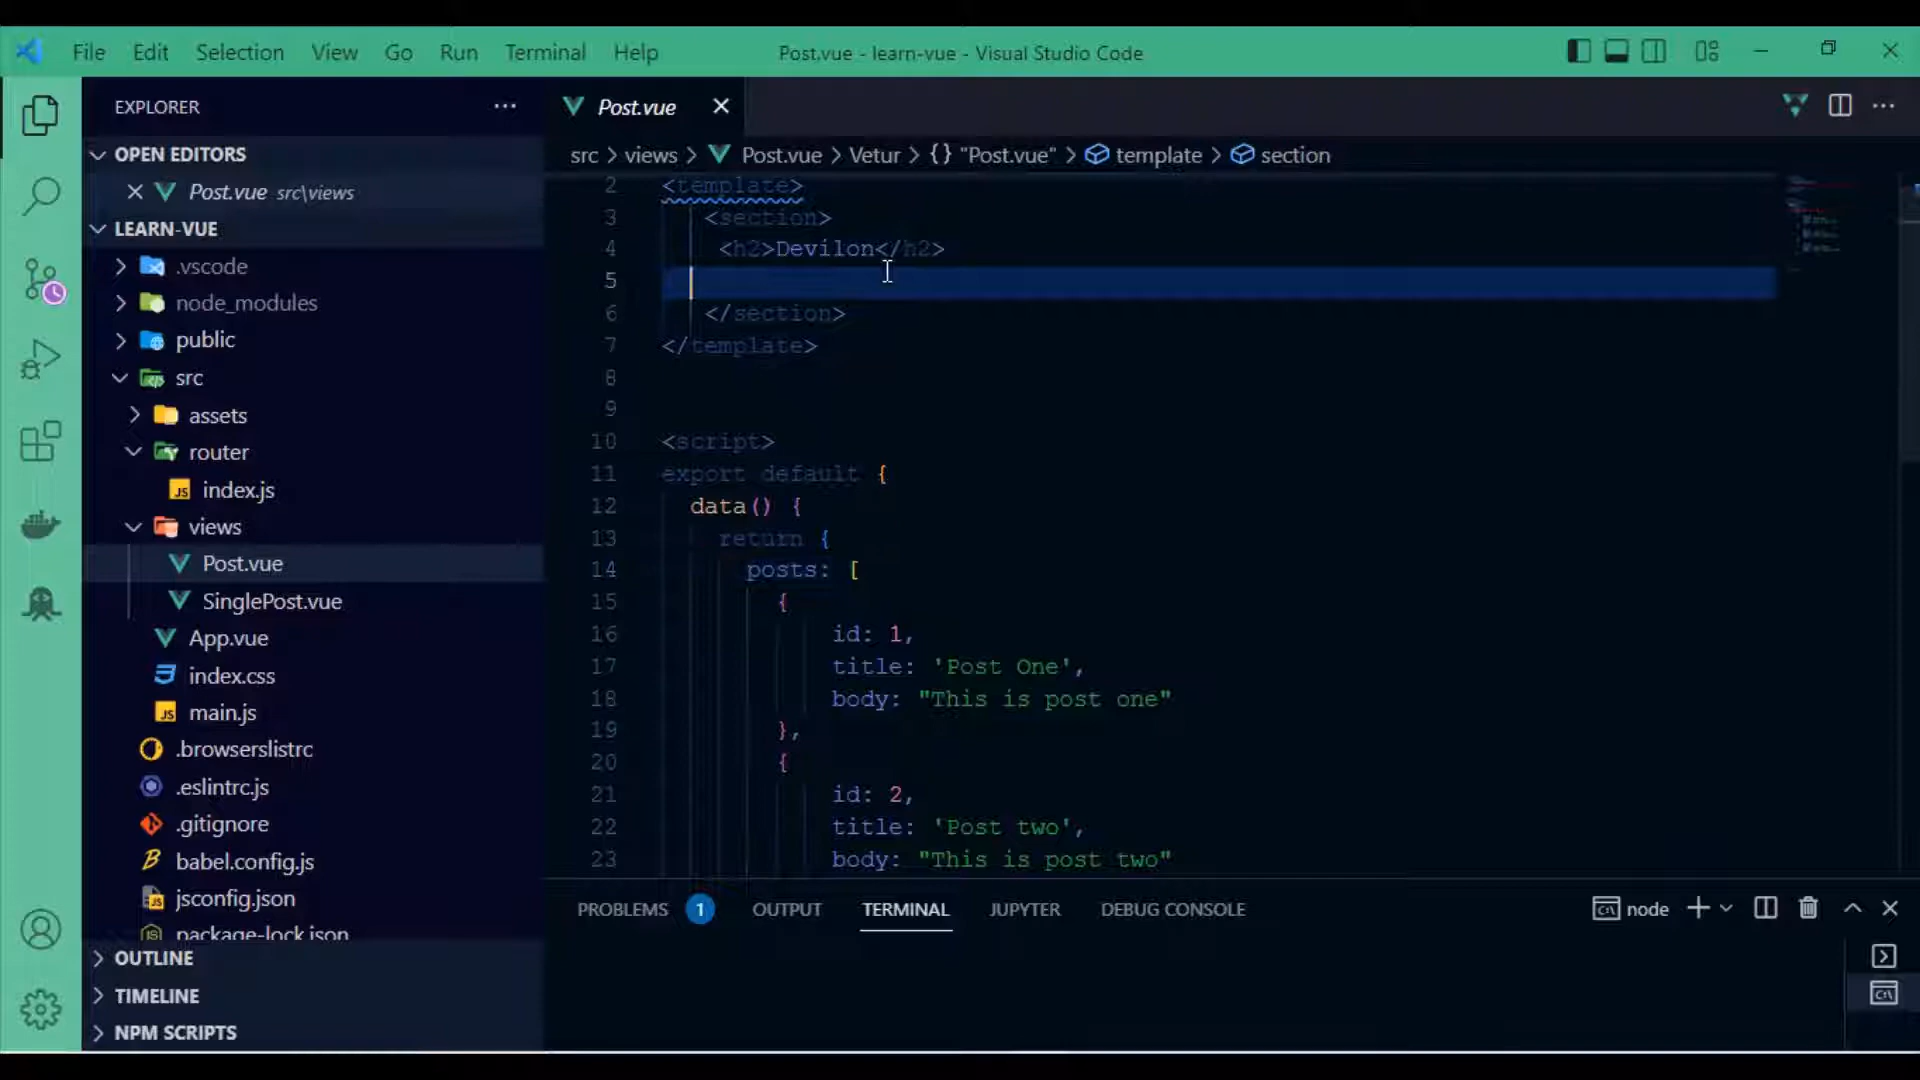 File Edit Selection View Go Run Terminal Help Post.vue - learn-vue - Visual Studio Code
EXPLORER
OPEN EDITORS
Post.vue src\views
LEARN-VUE
.vscode
node_modules
public
src
assets
router
JS index.js
views
Post.vue
SinglePost.vue
App.vue
index.css
JS main.js
.browserslistrc
.eslintrc.js
.gitignore
babel.config.js
jsconfig.json
package-lock.json
OUTLINE
TIMELINE
NPM SCRIPTS
Post.vue
src > views > Post.vue > Vetur > {} "Post.vue" > template > section
2 <template>
3 <section>
4 <h2>Devilon</h2>
5
6 </section>
7 </template>
8
9
10 <script>
11 export default {
12 data() {
13 return {
14 posts: [
15 {
16 id: 1,
17 title: 'Post One',
18 body: "This is post one"
19 },
20 {
21 id: 2,
22 title: 'Post two',
23 body: "This is post two"
PROBLEMS 1 OUTPUT TERMINAL JUPYTER DEBUG CONSOLE node